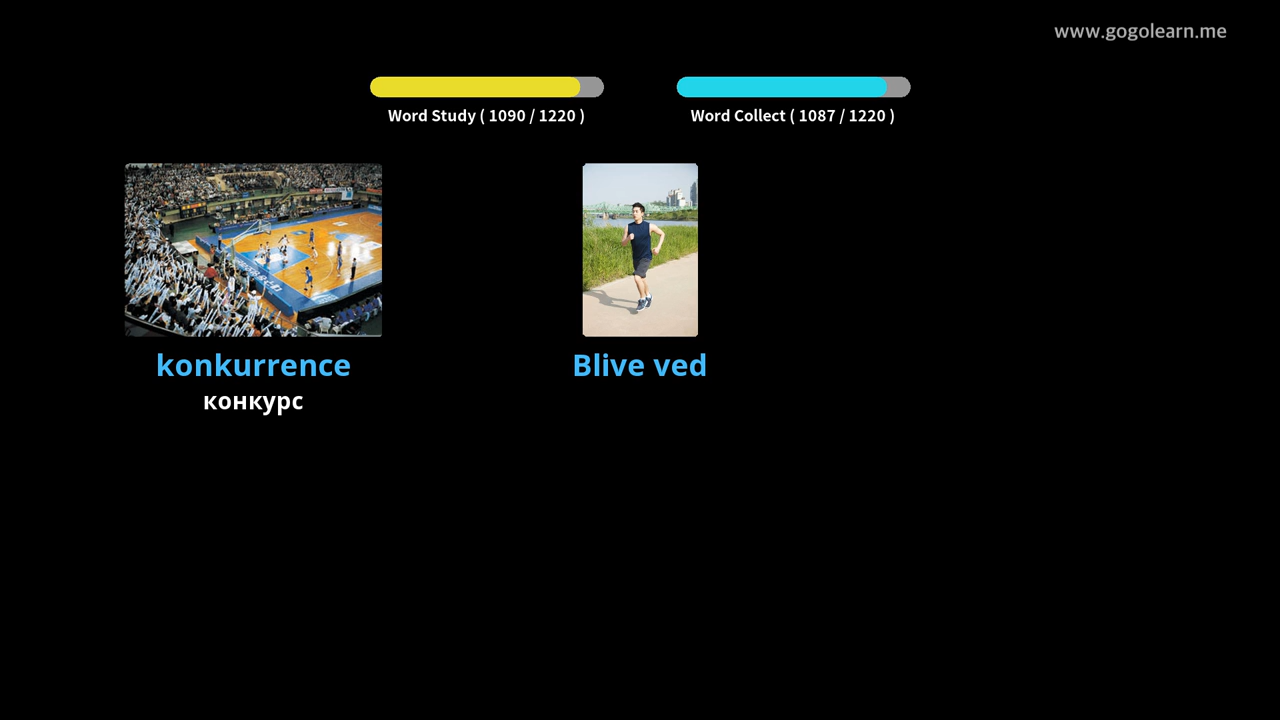 www.gogolearn.me
Word Study ( 1090 / 1220 )
Word Collect ( 1087 / 1220 )
konkurrence
конкурс
Blive ved